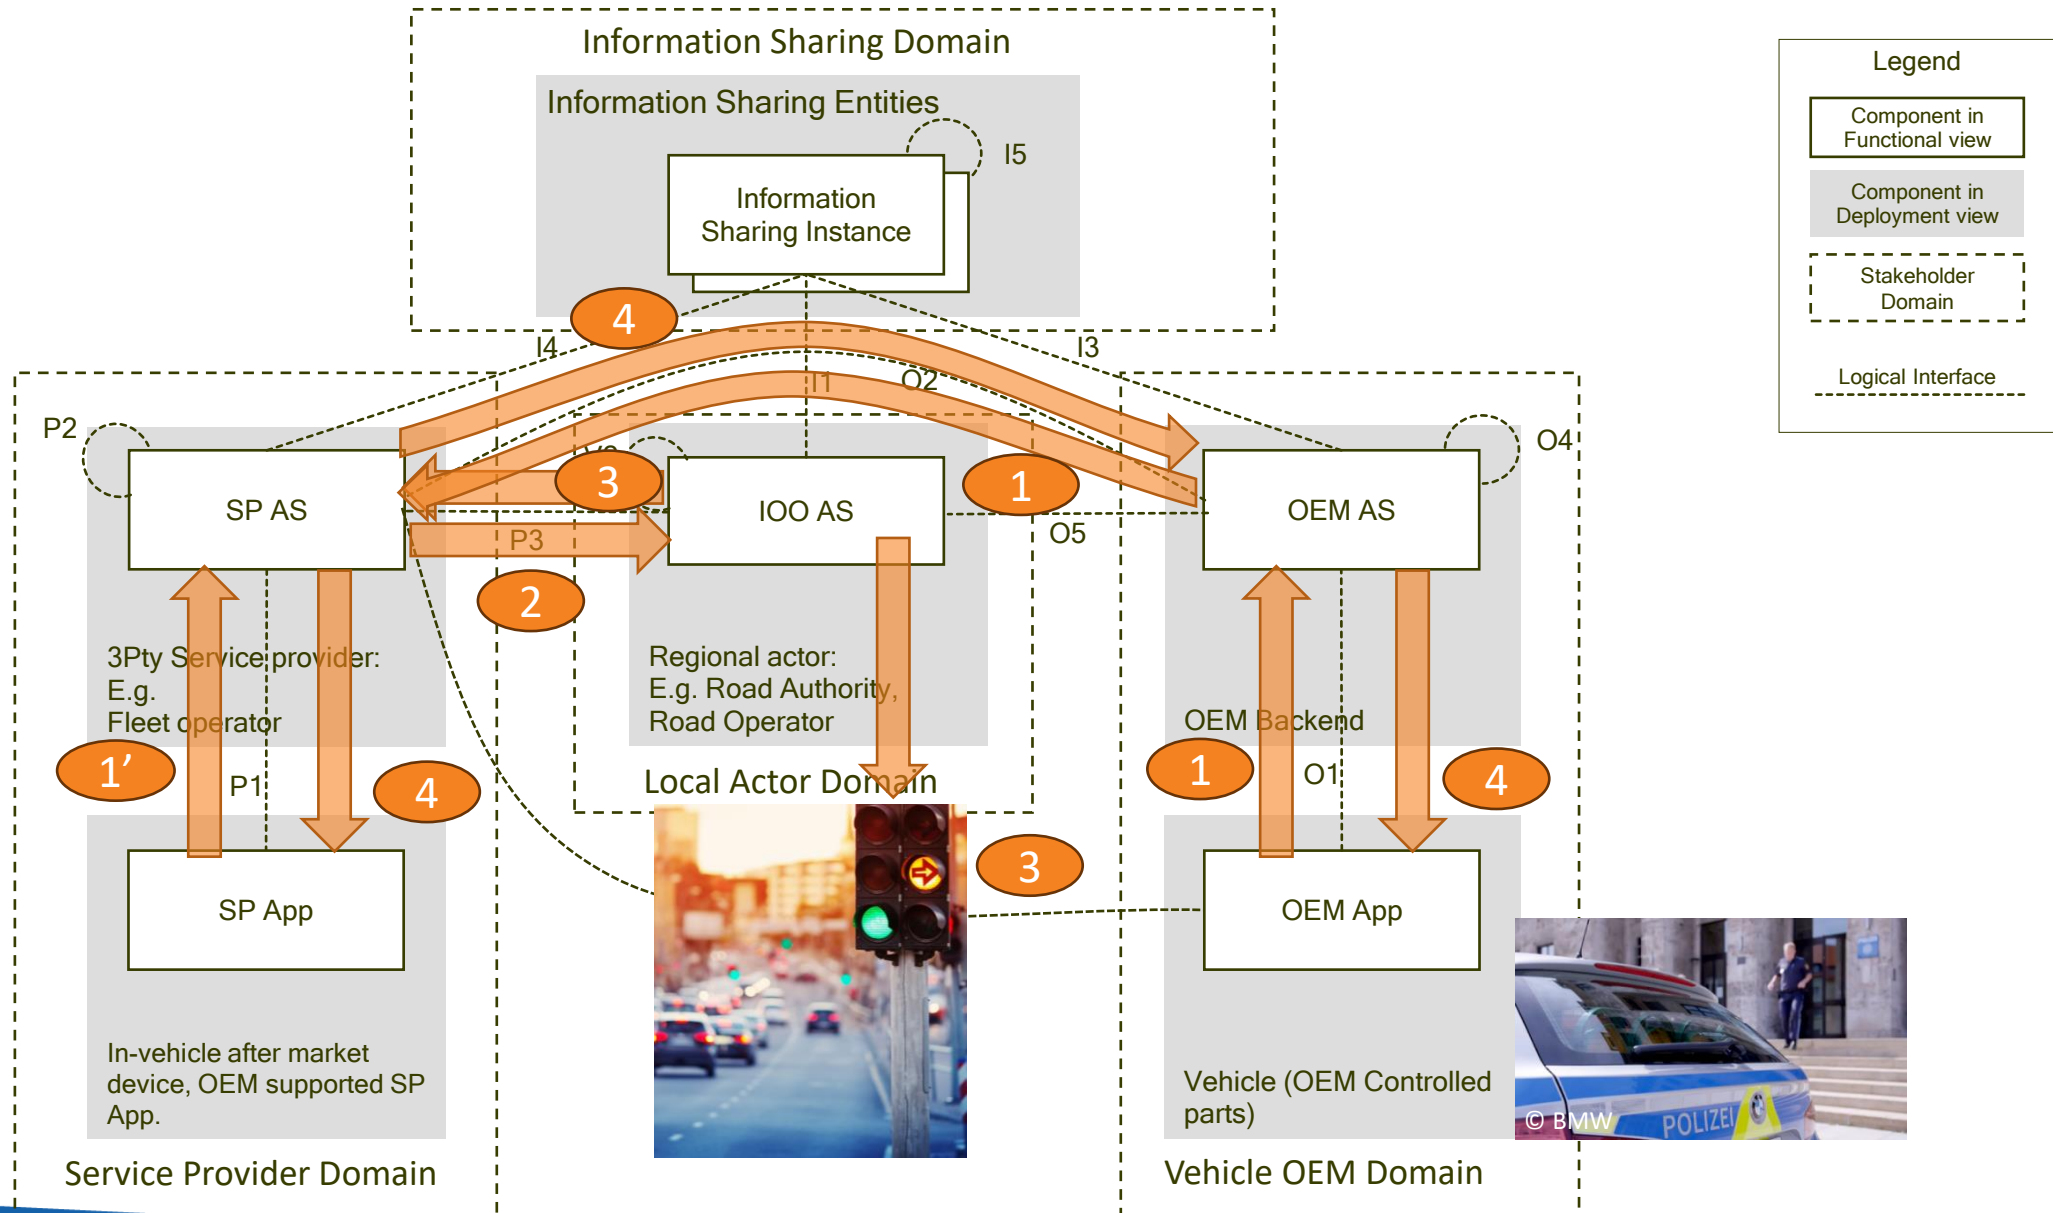 Information Sharing Domain
Information Sharing Entities
I5
Information
Sharing Instance
4
I4
I3
I1
O2
Legend
Component in
Functional view
Component in
Deployment view
Stakeholder
Domain
Logical Interface
P2
SP AS
3
IOO AS
1
OEM AS
O4
P3
O5
2
3Pty Service provider:
E.g.
Fleet operator
Regional actor:
E.g. Road Authority,
Road Operator
OEM Backend
1’
P1
4
Local Actor Domain
1
O1
4
3
SP App
OEM App
In-vehicle after market
device, OEM supported SP
App.
Vehicle (OEM Controlled
parts)
© BMW
POLIZEI
Service Provider Domain
Vehicle OEM Domain